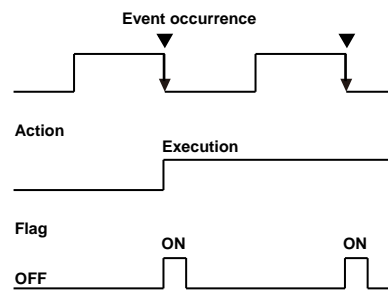 Event occurrence
Action
Execution
Flag
ON ON
OFF